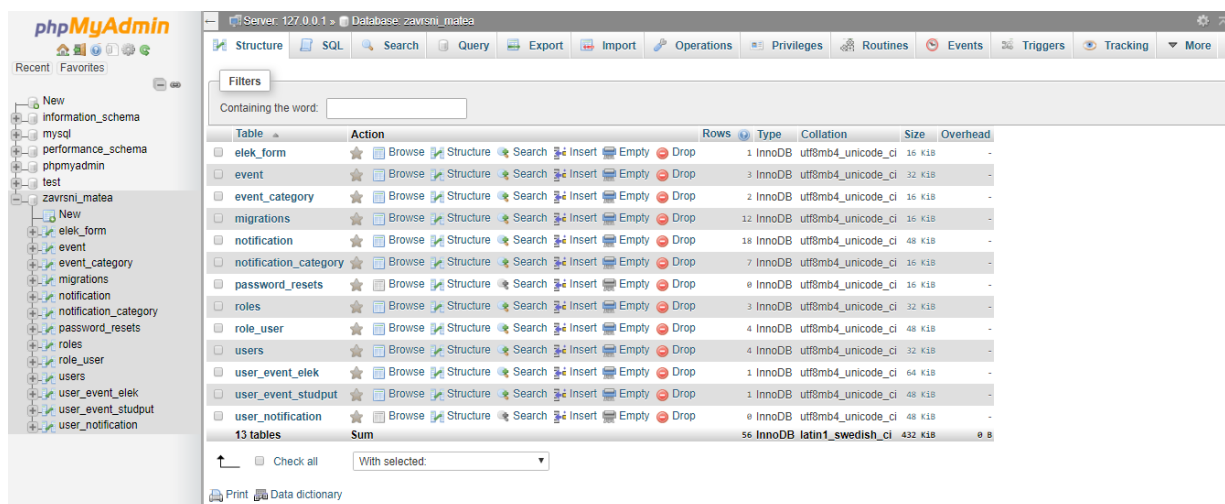 phpMyAdmin
Recent Favorites
New
information_schema
mysql
performance_schema
phpmyadmin
test
zavrsni_matea
New
elek_form
event
event_category
migrations
notification
notification_category
password_resets
roles
role_user
users
user_event_elek
user_event_studput
user_notification
Server: 127.0.0.1 » Database: zavrsni_matea
Structure SQL Search Query Export Import Operations Privileges Routines Events Triggers Tracking More
Filters
Containing the word:
Table Action Rows Type Collation Size Overhead
elek_form Browse Structure Search Insert Empty Drop 1 InnoDB utf8mb4_unicode_ci 16 KiB -
event Browse Structure Search Insert Empty Drop 3 InnoDB utf8mb4_unicode_ci 32 KiB -
event_category Browse Structure Search Insert Empty Drop 2 InnoDB utf8mb4_unicode_ci 16 KiB -
migrations Browse Structure Search Insert Empty Drop 12 InnoDB utf8mb4_unicode_ci 16 KiB -
notification Browse Structure Search Insert Empty Drop 18 InnoDB utf8mb4_unicode_ci 48 KiB -
notification_category Browse Structure Search Insert Empty Drop 7 InnoDB utf8mb4_unicode_ci 16 KiB -
password_resets Browse Structure Search Insert Empty Drop 0 InnoDB utf8mb4_unicode_ci 16 KiB -
roles Browse Structure Search Insert Empty Drop 3 InnoDB utf8mb4_unicode_ci 32 KiB -
role_user Browse Structure Search Insert Empty Drop 4 InnoDB utf8mb4_unicode_ci 48 KiB -
users Browse Structure Search Insert Empty Drop 4 InnoDB utf8mb4_unicode_ci 32 KiB -
user_event_elek Browse Structure Search Insert Empty Drop 1 InnoDB utf8mb4_unicode_ci 64 KiB -
user_event_studput Browse Structure Search Insert Empty Drop 1 InnoDB utf8mb4_unicode_ci 48 KiB -
user_notification Browse Structure Search Insert Empty Drop 0 InnoDB utf8mb4_unicode_ci 48 KiB -
13 tables Sum 56 InnoDB latin1_swedish_ci 432 KiB 0 B
Check all With selected:
Print Data dictionary